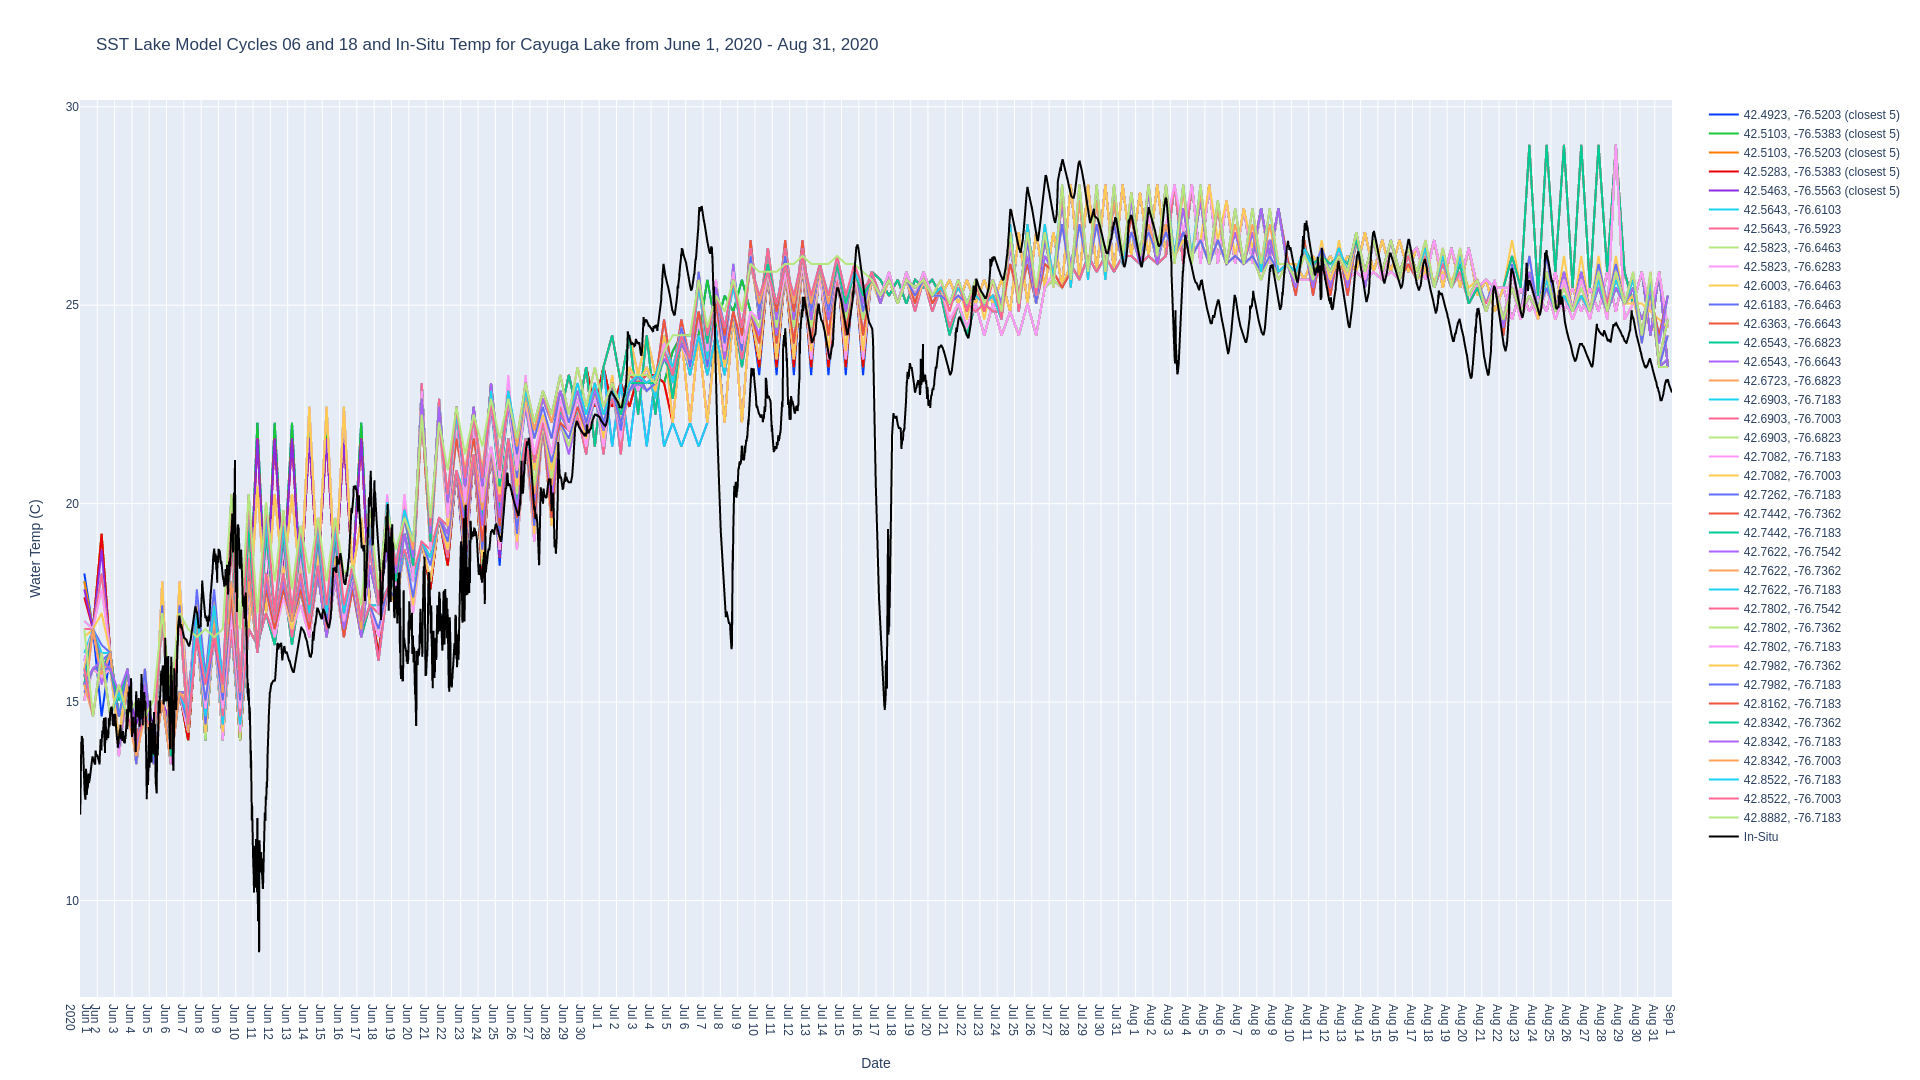 SST Lake Model Cycles 06 and 18 and In-Situ Temp for Cayuga Lake from June 1, 2020 - Aug 31, 2020
Water Temp (C)
30
25
20
15
10
Jun 1
2020
Jun 2
Jun 3
Jun 4
Jun 5
Jun 6
Jun 7
Jun 8
Jun 9
Jun 10
Jun 11
Jun 12
Jun 13
Jun 14
Jun 15
Jun 16
Jun 17
Jun 18
Jun 19
Jun 20
Jun 21
Jun 22
Jun 23
Jun 24
Jun 25
Jun 26
Jun 27
Jun 28
Jun 29
Jun 30
Jul 1
Jul 2
Jul 3
Jul 4
Jul 5
Jul 6
Jul 7
Jul 8
Jul 9
Jul 10
Jul 11
Jul 12
Jul 13
Jul 14
Jul 15
Jul 16
Jul 17
Jul 18
Jul 19
Jul 20
Jul 21
Jul 22
Jul 23
Jul 24
Jul 25
Jul 26
Jul 27
Jul 28
Jul 29
Jul 30
Jul 31
Aug 1
Aug 2
Aug 3
Aug 4
Aug 5
Aug 6
Aug 7
Aug 8
Aug 9
Aug 10
Aug 11
Aug 12
Aug 13
Aug 14
Aug 15
Aug 16
Aug 17
Aug 18
Aug 19
Aug 20
Aug 21
Aug 22
Aug 23
Aug 24
Aug 25
Aug 26
Aug 27
Aug 28
Aug 29
Aug 30
Aug 31
Sep 1
Date
42.4923, -76.5203 (closest 5)
42.5103, -76.5383 (closest 5)
42.5103, -76.5203 (closest 5)
42.5283, -76.5383 (closest 5)
42.5463, -76.5563 (closest 5)
42.5643, -76.6103
42.5643, -76.5923
42.5823, -76.6463
42.5823, -76.6283
42.6003, -76.6463
42.6183, -76.6463
42.6363, -76.6643
42.6543, -76.6823
42.6543, -76.6643
42.6723, -76.6823
42.6903, -76.7183
42.6903, -76.7003
42.6903, -76.6823
42.7082, -76.7183
42.7082, -76.7003
42.7262, -76.7183
42.7442, -76.7362
42.7442, -76.7183
42.7622, -76.7542
42.7622, -76.7362
42.7622, -76.7183
42.7802, -76.7542
42.7802, -76.7362
42.7802, -76.7183
42.7982, -76.7362
42.7982, -76.7183
42.8162, -76.7183
42.8342, -76.7362
42.8342, -76.7183
42.8342, -76.7003
42.8522, -76.7183
42.8522, -76.7003
42.8882, -76.7183
In-Situ